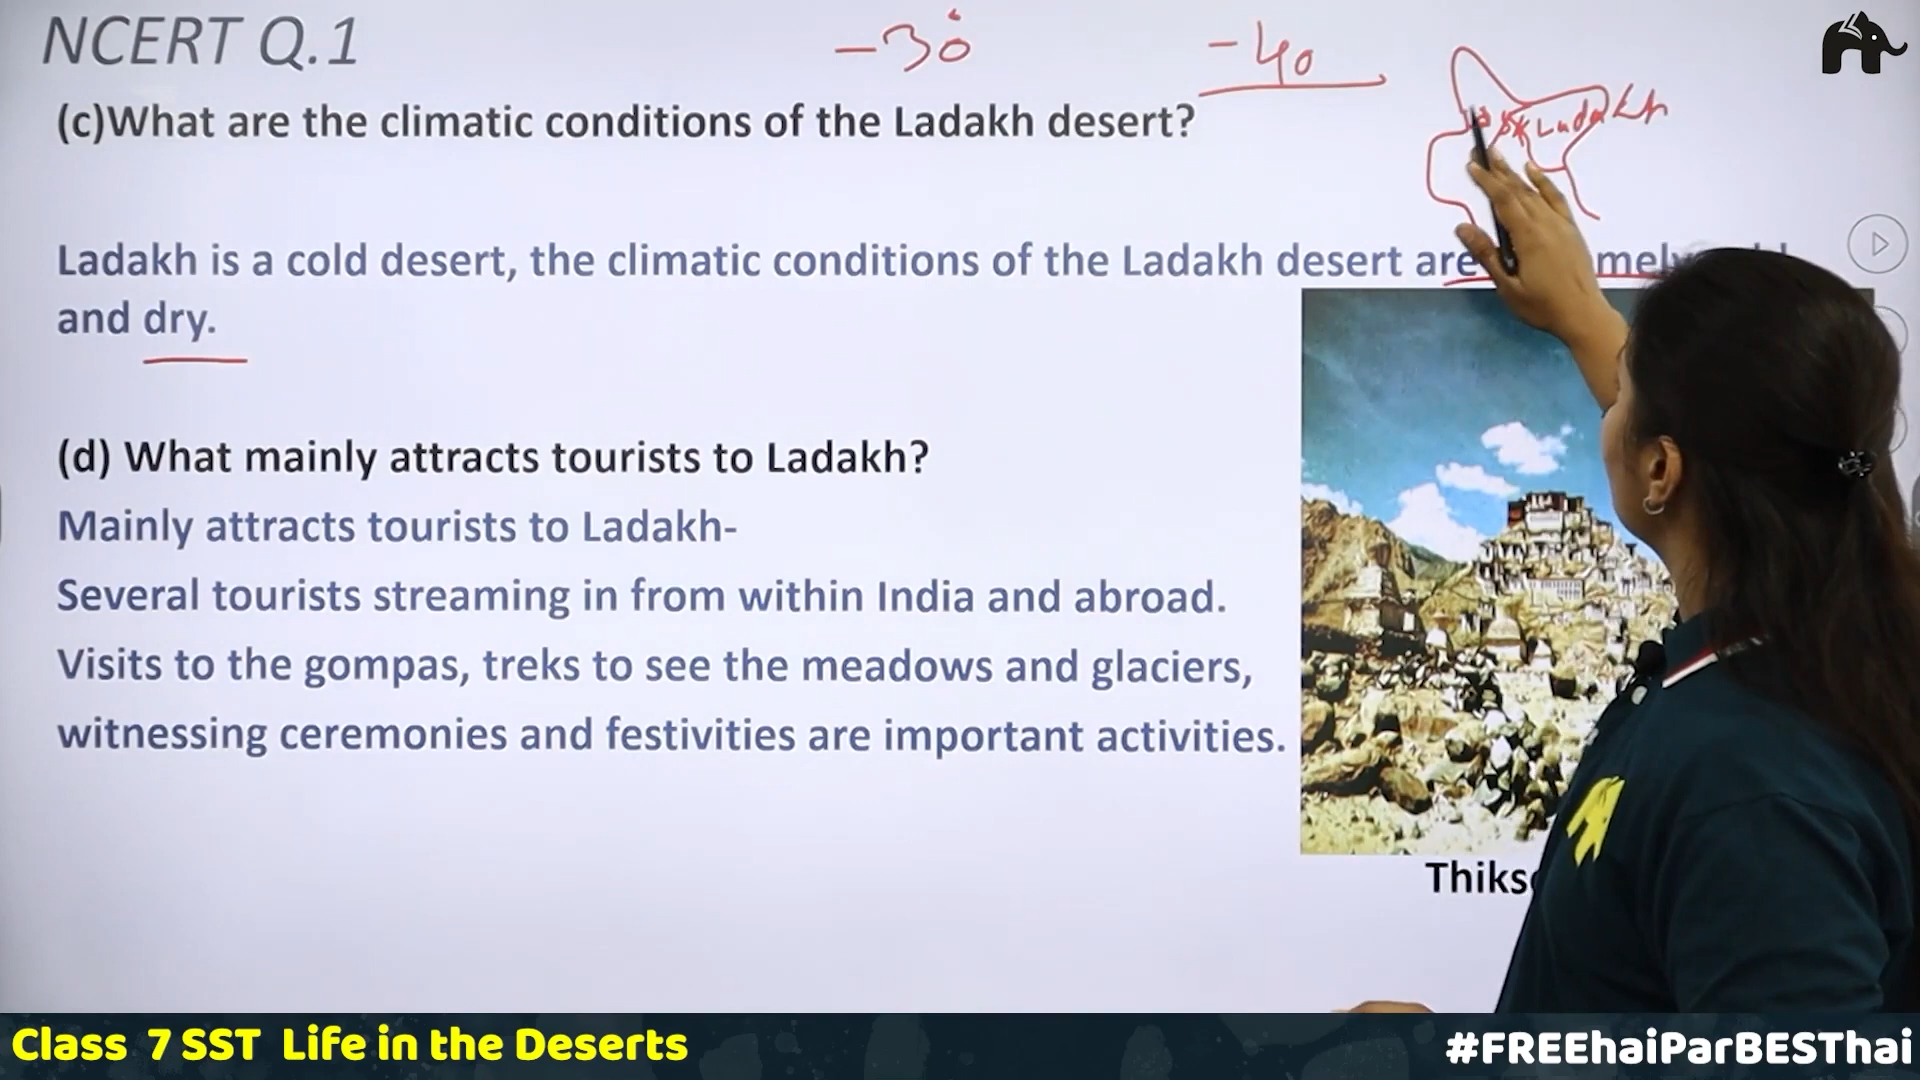 NCERT Q.1
-30°
-40
Ladakh
(c)What are the climatic conditions of the Ladakh desert?
Ladakh is a cold desert, the climatic conditions of the Ladakh desert are
and dry.
(d) What mainly attracts tourists to Ladakh?
Mainly attracts tourists to Ladakh-
Several tourists streaming in from within India and abroad.
Visits to the gompas, treks to see the meadows and glaciers,
witnessing ceremonies and festivities are important activities.
Class 7 SST Life in the Deserts
#FREEhaiParBESThai